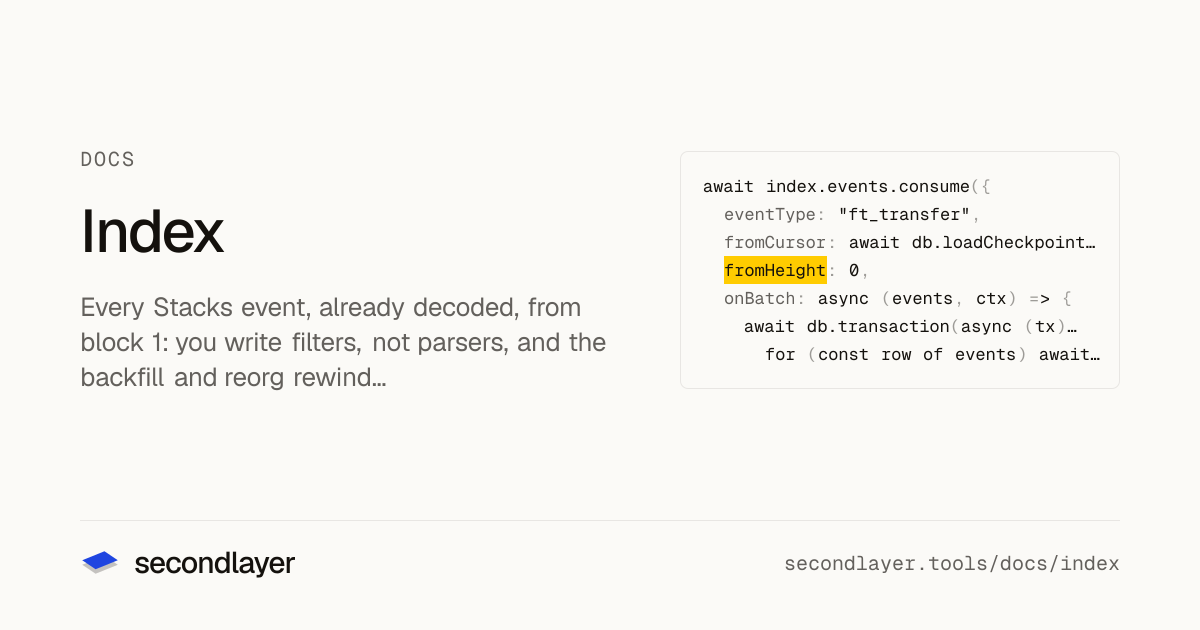 DOCS
Index
Every Stacks event, already decoded, from
block 1: you write filters, not parsers, and the
backfill and reorg rewind…
await index.events.consume({
eventType: "ft_transfer",
fromCursor: await db.loadCheckpoint…
fromHeight: 0,
onBatch: async (events, ctx) => {
await db.transaction(async (tx)…
for (const row of events) await…
secondlayer
secondlayer.tools/docs/index